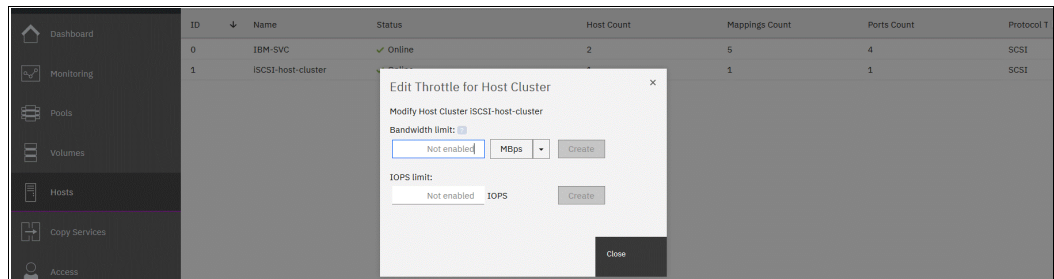 ID Name Status Host Count Mappings Count Ports Count Protocol T
Dashboard
0 IBM-SVC Online 2 5 4 SCSI
Monitoring
1 iSCSI-host-cluster 1 1 SCSI
Edit Throttle for Host Cluster ×
Modify Host Cluster iSCSI-host-cluster
Pools
Bandwidth limit: ?
Not enabled MBps Create
Volumes
IOPS limit:
Hosts
Not enabled IOPS Create
Copy Services
Close
Access